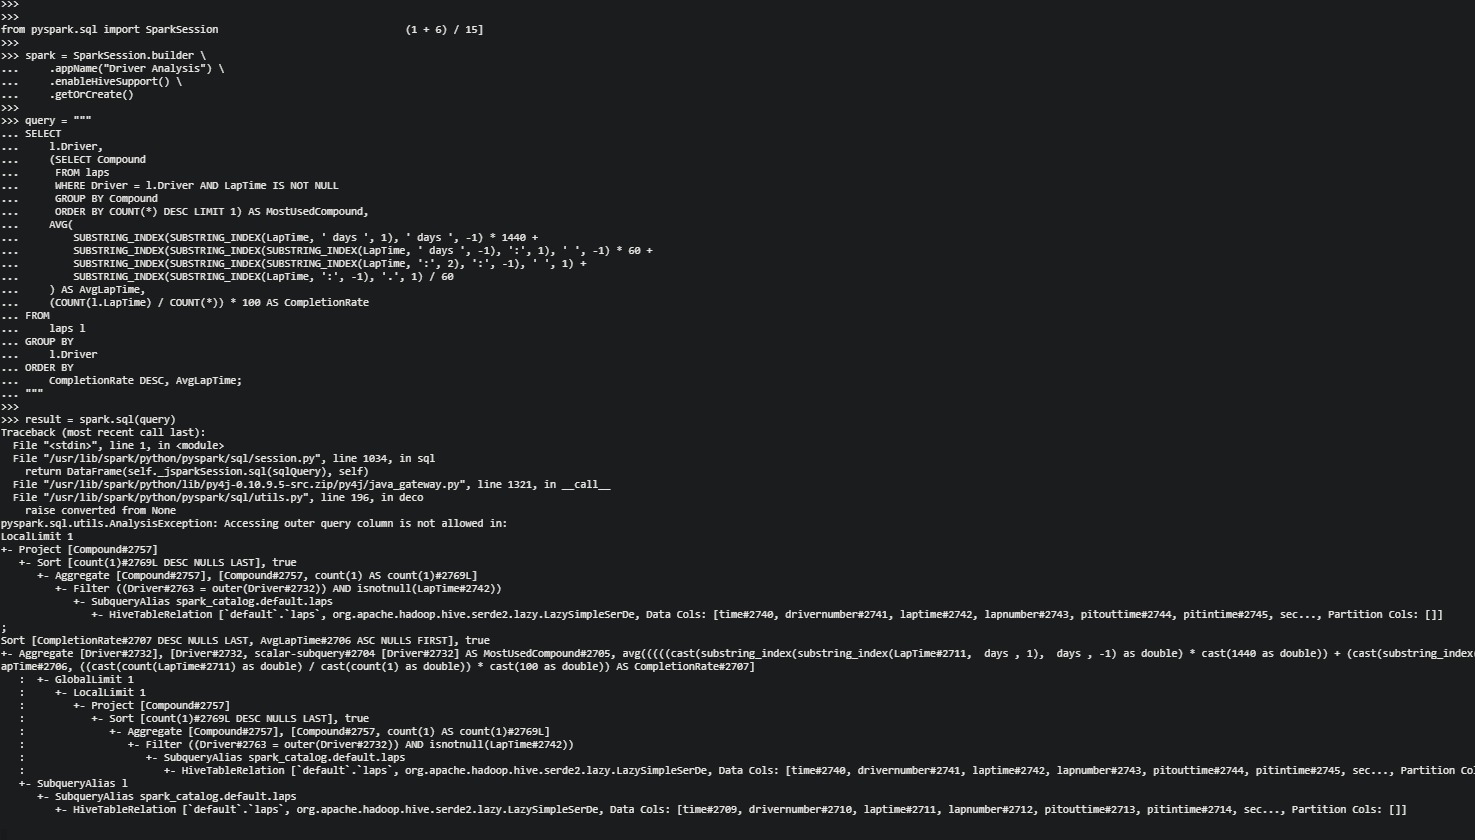 >>>
>>>
from pyspark.sql import SparkSession                               (1 + 6) / 15]
>>>
>>> spark = SparkSession.builder \
...     .appName("Driver Analysis") \
...     .enableHiveSupport() \
...     .getOrCreate()
>>>
>>> query = """
... SELECT
...     l.Driver,
...     (SELECT Compound
...      FROM laps
...      WHERE Driver = l.Driver AND LapTime IS NOT NULL
...      GROUP BY Compound
...      ORDER BY COUNT(*) DESC LIMIT 1) AS MostUsedCompound,
...     AVG(
...         SUBSTRING_INDEX(SUBSTRING_INDEX(LapTime, ' days ', 1), ' days ', -1) * 1440 +
...         SUBSTRING_INDEX(SUBSTRING_INDEX(SUBSTRING_INDEX(LapTime, ' days ', -1), ':', 1), ' ', -1) * 60 +
...         SUBSTRING_INDEX(SUBSTRING_INDEX(SUBSTRING_INDEX(LapTime, ':', 2), ':', -1), ' ', 1) +
...         SUBSTRING_INDEX(SUBSTRING_INDEX(LapTime, ':', -1), '.', 1) / 60
...     ) AS AvgLapTime,
...     (COUNT(l.LapTime) / COUNT(*)) * 100 AS CompletionRate
... FROM
...     laps l
... GROUP BY
...     l.Driver
... ORDER BY
...     CompletionRate DESC, AvgLapTime;
... """
>>>
>>> result = spark.sql(query)
Traceback (most recent call last):
  File "<stdin>", line 1, in <module>
  File "/usr/lib/spark/python/pyspark/sql/session.py", line 1034, in sql
    return DataFrame(self._jsparkSession.sql(sqlQuery), self)
  File "/usr/lib/spark/python/lib/py4j-0.10.9.5-src.zip/py4j/java_gateway.py", line 1321, in __call__
  File "/usr/lib/spark/python/pyspark/sql/utils.py", line 196, in deco
    raise converted from None
pyspark.sql.utils.AnalysisException: Accessing outer query column is not allowed in:
LocalLimit 1
+- Project [Compound#2757]
   +- Sort [count(1)#2769L DESC NULLS LAST], true
      +- Aggregate [Compound#2757], [Compound#2757, count(1) AS count(1)#2769L]
         +- Filter ((Driver#2763 = outer(Driver#2732)) AND isnotnull(LapTime#2742))
            +- SubqueryAlias spark_catalog.default.laps
               +- HiveTableRelation [`default`.`laps`, org.apache.hadoop.hive.serde2.lazy.LazySimpleSerDe, Data Cols: [time#2740, drivernumber#2741, laptime#2742, lapnumber#2743, pitouttime#2744, pitintime#2745, sec..., Partition Cols: []]
;
Sort [CompletionRate#2707 DESC NULLS LAST, AvgLapTime#2706 ASC NULLS FIRST], true
+- Aggregate [Driver#2732], [Driver#2732, scalar-subquery#2704 [Driver#2732] AS MostUsedCompound#2705, avg(((((cast(substring_index(substring_index(LapTime#2711,  days , 1),  days , -1) as double) * cast(1440 as double)) + (cast(substring_index
apTime#2706, ((cast(count(LapTime#2711) as double) / cast(count(1) as double)) * cast(100 as double)) AS CompletionRate#2707]
   :  +- GlobalLimit 1
   :     +- LocalLimit 1
   :        +- Project [Compound#2757]
   :           +- Sort [count(1)#2769L DESC NULLS LAST], true
   :              +- Aggregate [Compound#2757], [Compound#2757, count(1) AS count(1)#2769L]
   :                 +- Filter ((Driver#2763 = outer(Driver#2732)) AND isnotnull(LapTime#2742))
   :                    +- SubqueryAlias spark_catalog.default.laps
   :                       +- HiveTableRelation [`default`.`laps`, org.apache.hadoop.hive.serde2.lazy.LazySimpleSerDe, Data Cols: [time#2740, drivernumber#2741, laptime#2742, lapnumber#2743, pitouttime#2744, pitintime#2745, sec..., Partition Co
   +- SubqueryAlias l
      +- SubqueryAlias spark_catalog.default.laps
         +- HiveTableRelation [`default`.`laps`, org.apache.hadoop.hive.serde2.lazy.LazySimpleSerDe, Data Cols: [time#2709, drivernumber#2710, laptime#2711, lapnumber#2712, pitouttime#2713, pitintime#2714, sec..., Partition Cols: []]